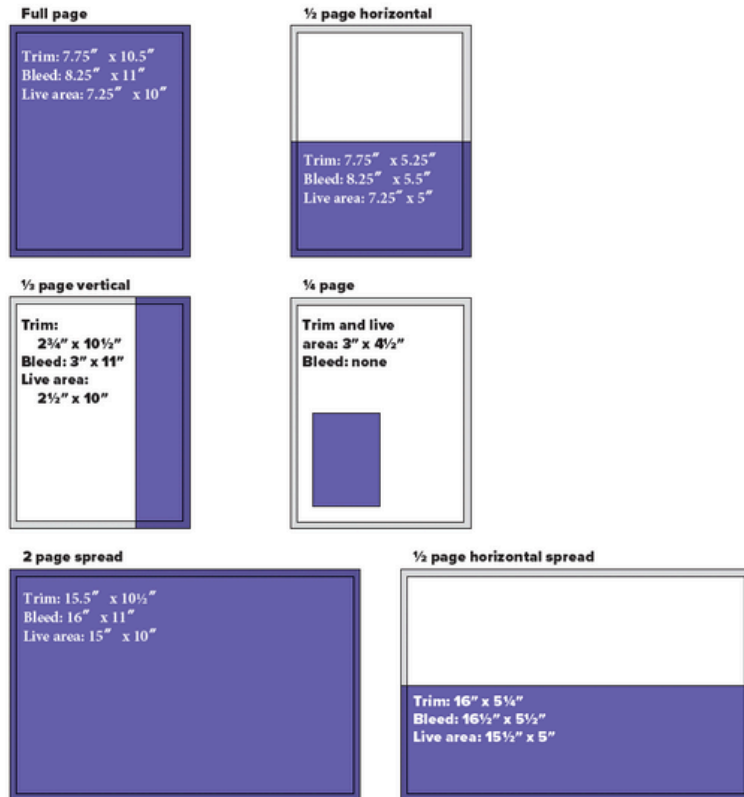 Full page
Trim: 7.75″ x 10.5″
Bleed: 8.25″ x 11″
Live area: 7.25″ x 10″
½ page horizontal
Trim: 7.75″ x 5.25″
Bleed: 8.25″ x 5.5″
Live area: 7.25″ x 5″
⅓ page vertical
Trim:
2¾″ x 10½″
Bleed: 3″ x 11″
Live area:
2½″ x 10″
¼ page
Trim and live
area: 3″ x 4½″
Bleed: none
2 page spread
Trim: 15.5″ x 10½″
Bleed: 16″ x 11″
Live area: 15″ x 10″
½ page horizontal spread
Trim: 16″ x 5¼″
Bleed: 16½″ x 5½″
Live area: 15½″ x 5″